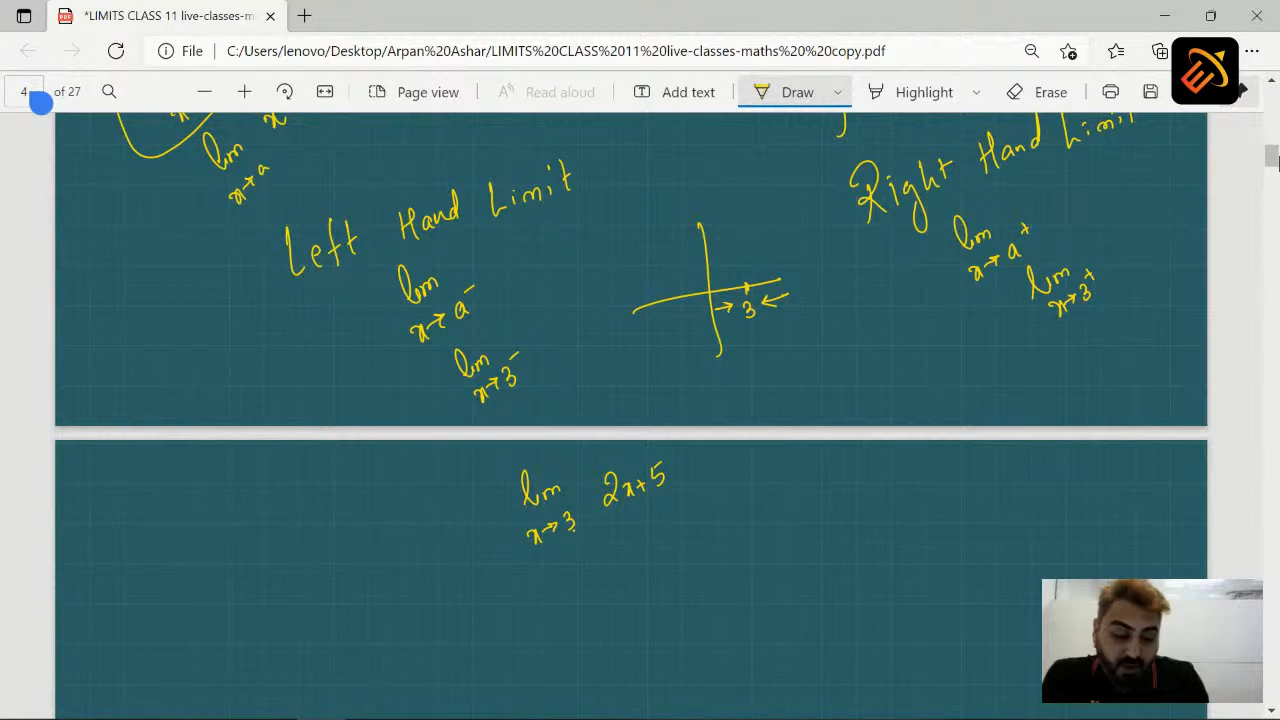 *LIMITS CLASS 11 live-classes-m
File C:/Users/lenovo/Desktop/Arpan%20Ashar/LIMITS%20CLASS%2011%20live-classes-maths%20%20copy.pdf
4 of 27 Page view Read aloud Add text Draw Highlight Erase
x x
lim
x→a
Left Hand Limit
Right Hand Limit
lim
x→a⁻
lim
x→a⁺
lim
x→3⁻
lim
x→3⁺
→ 3 ←
lim 2x+5
x→3